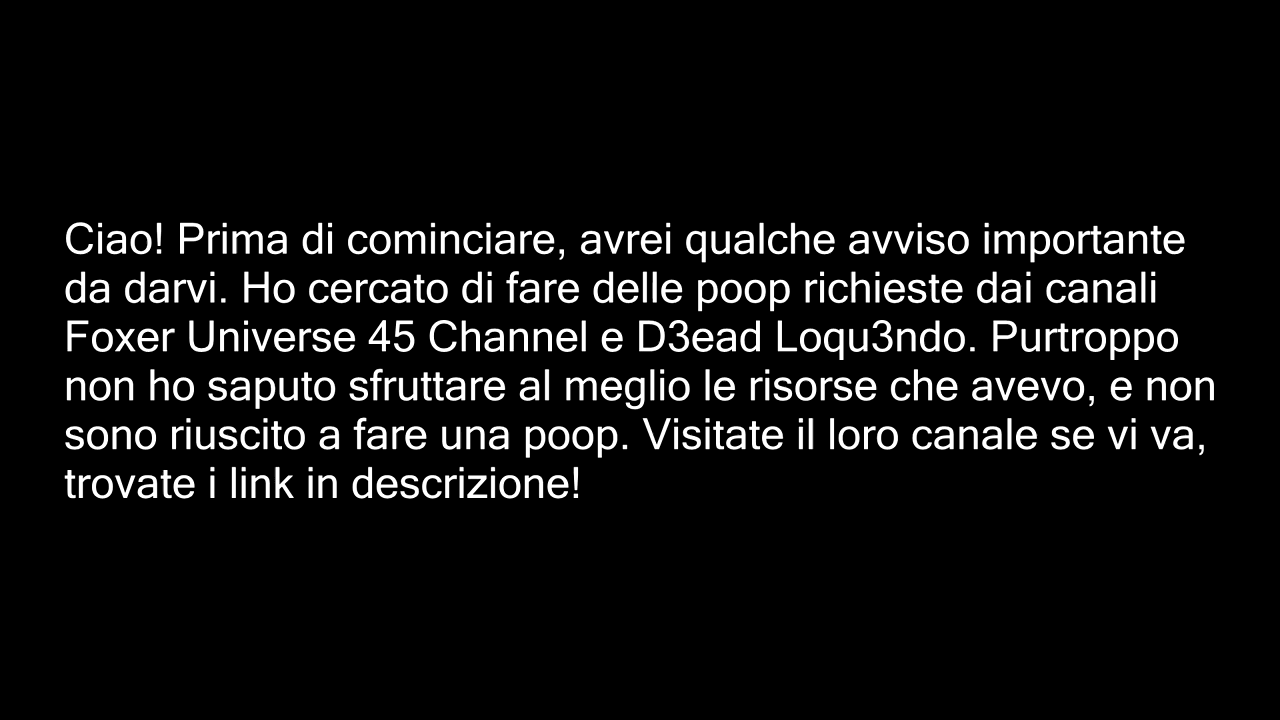 Ciao! Prima di cominciare, avrei qualche avviso importante
da darvi. Ho cercato di fare delle poop richieste dai canali
Foxer Universe 45 Channel e D3ead Loqu3ndo. Purtroppo
non ho saputo sfruttare al meglio le risorse che avevo, e non
sono riuscito a fare una poop. Visitate il loro canale se vi va,
trovate i link in descrizione!